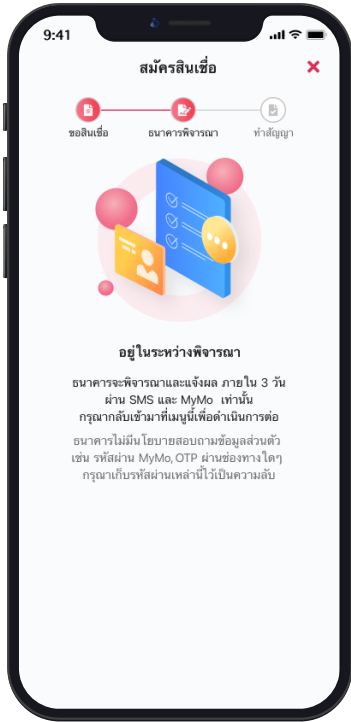 9:41
สมัครสินเชื่อ
ขอสินเชื่อ ธนาคารพิจารณา ทำสัญญา
อยู่ในระหว่างพิจารณา
ธนาคารจะพิจารณาและแจ้งผล ภายใน 3 วัน
ผ่าน SMS และ MyMo เท่านั้น
กรุณากลับเข้ามาที่เมนูนี้เพื่อดำเนินการต่อ
ธนาคารไม่มีนโยบายสอบถามข้อมูลส่วนตัว
เช่น รหัสผ่าน MyMo, OTP ผ่านช่องทางใดๆ
กรุณาเก็บรหัสผ่านเหล่านี้ไว้เป็นความลับ